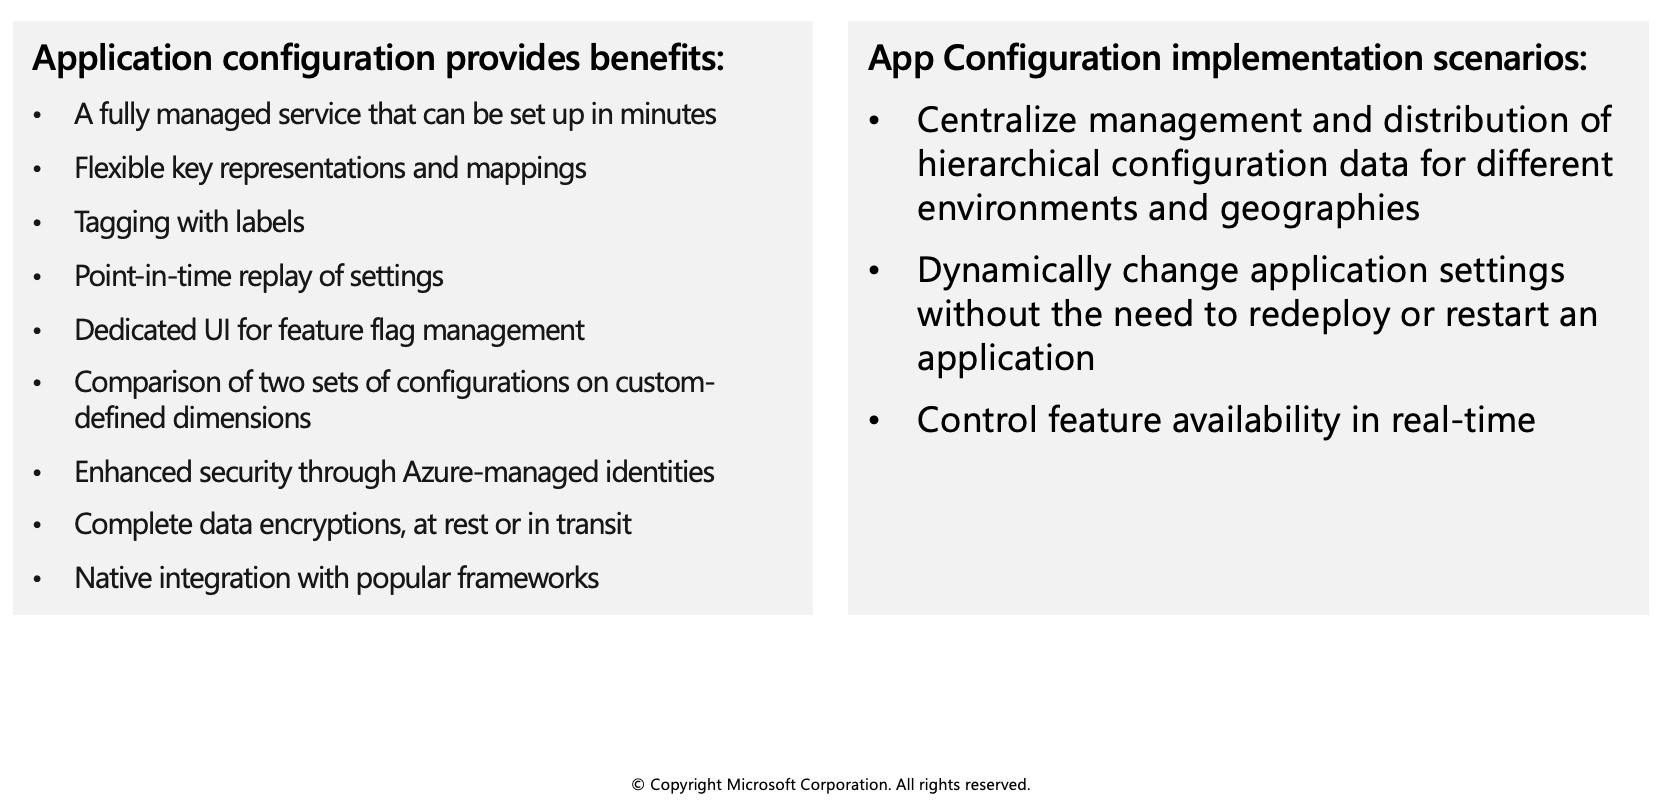 Application configuration provides benefits:
• A fully managed service that can be set up in minutes
• Flexible key representations and mappings
• Tagging with labels
• Point-in-time replay of settings
• Dedicated UI for feature flag management
• Comparison of two sets of configurations on custom-
defined dimensions
• Enhanced security through Azure-managed identities
• Complete data encryptions, at rest or in transit
• Native integration with popular frameworks
App Configuration implementation scenarios:
• Centralize management and distribution of
hierarchical configuration data for different
environments and geographies
• Dynamically change application settings
without the need to redeploy or restart an
application
• Control feature availability in real-time
© Copyright Microsoft Corporation. All rights reserved.